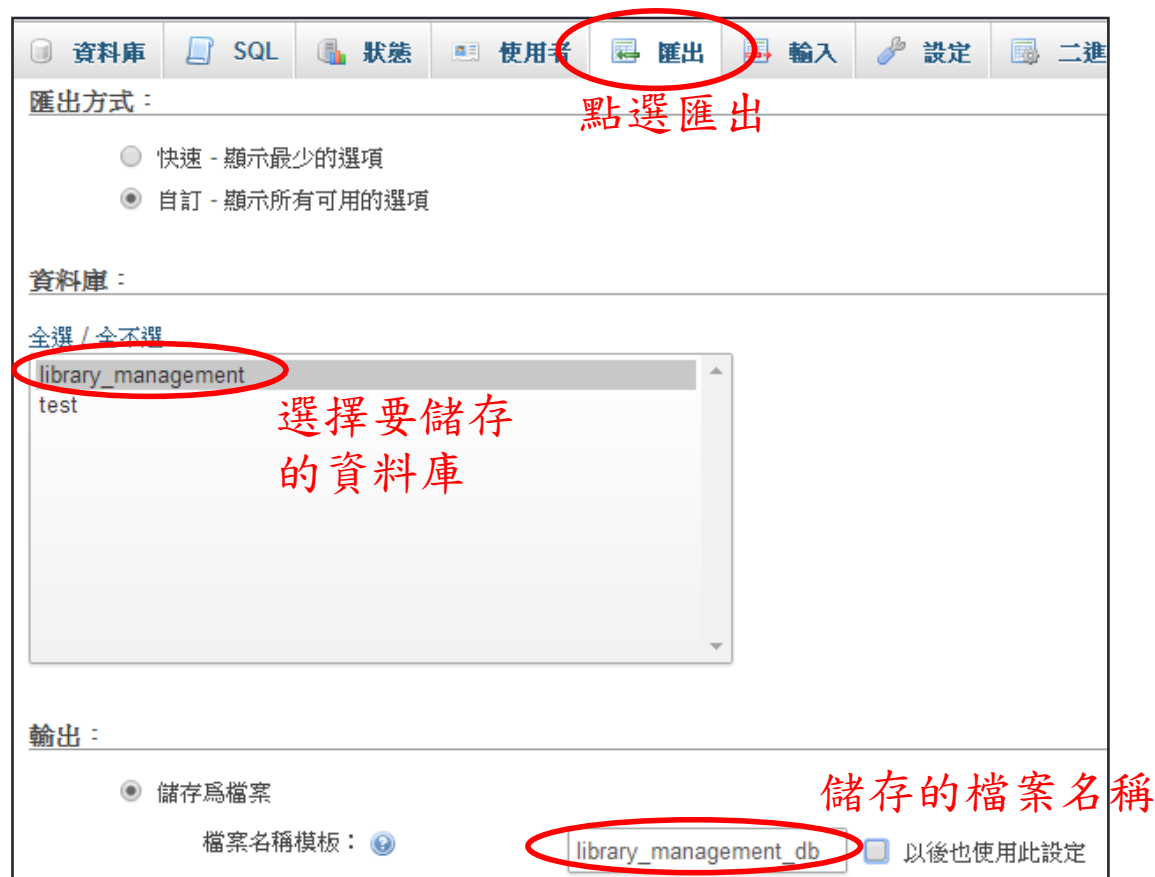 資料庫 SQL 狀態 使用者 匯出 輸入 設定 二進
匯出方式：
點選匯出
快速 - 顯示最少的選項
自訂 - 顯示所有可用的選項
資料庫：
全選 / 全不選
library_management
test
選擇要儲存
的資料庫
輸出：
儲存為檔案
儲存的檔案名稱
檔案名稱模板：
library_management_db
以後也使用此設定